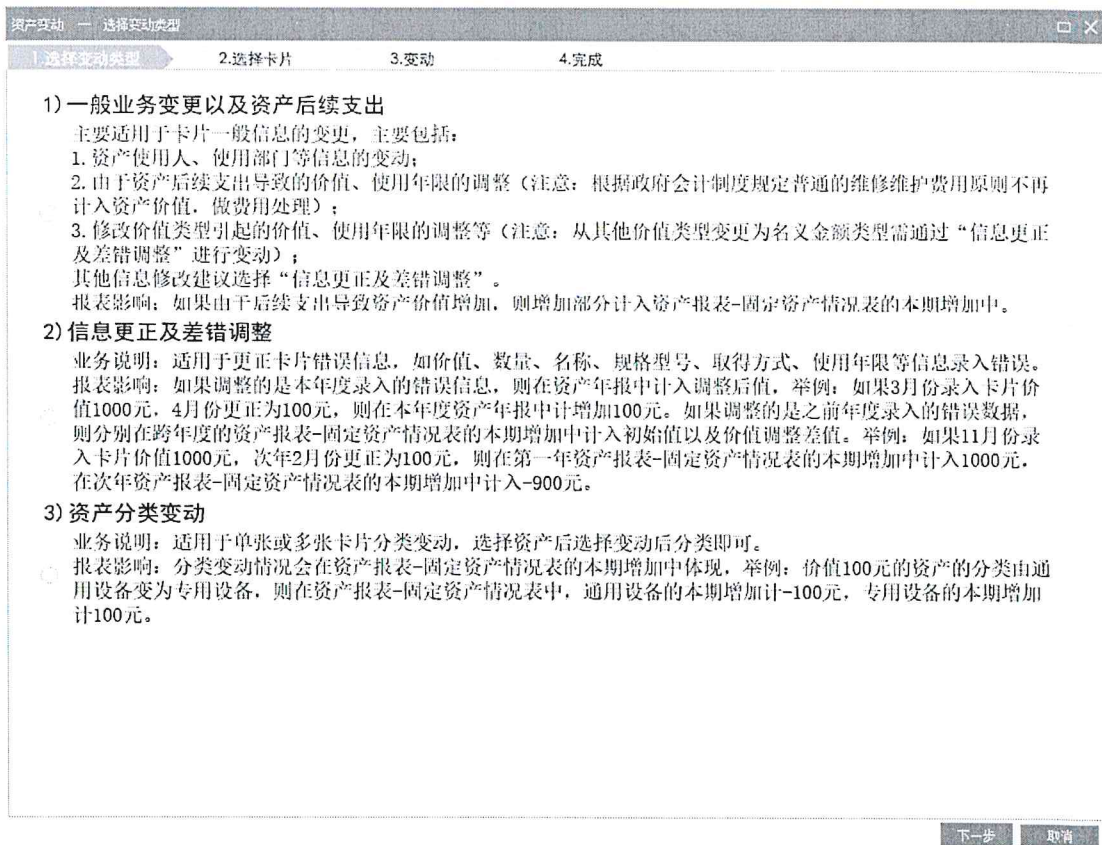 资产变动 — 选择变动类型
1.选择变动类型 2.选择卡片 3.变动 4.完成
1)一般业务变更以及资产后续支出
主要适用于卡片一般信息的变更，主要包括：
1.资产使用人、使用部门等信息的变动；
2.由于资产后续支出导致的价值、使用年限的调整（注意：根据政府会计制度规定普通的维修维护费用原则不再
计入资产价值，做费用处理）；
3.修改价值类型引起的价值、使用年限的调整等（注意：从其他价值类型变更为名义金额类型需通过“信息更正
及差错调整”进行变动）；
其他信息修改建议选择“信息更正及差错调整”。
报表影响：如果由于后续支出导致资产价值增加，则增加部分计入资产报表-固定资产情况表的本期增加中。
2)信息更正及差错调整
业务说明：适用于更正卡片错误信息，如价值、数量、名称、规格型号、取得方式、使用年限等信息录入错误。
报表影响：如果调整的是本年度录入的错误信息，则在资产年报中计入调整后值，举例：如果3月份录入卡片价
值1000元，4月份更正为100元，则在本年度资产年报中计增加100元。如果调整的是之前年度录入的错误数据，
则分别在跨年度的资产报表-固定资产情况表的本期增加中计入初始值以及价值调整差值。举例：如果11月份录
入卡片价值1000元，次年2月份更正为100元，则在第一年资产报表-固定资产情况表的本期增加中计入1000元，
在次年资产报表-固定资产情况表的本期增加中计入-900元。
3)资产分类变动
业务说明：适用于单张或多张卡片分类变动，选择资产后选择变动后分类即可。
报表影响：分类变动情况会在资产报表-固定资产情况表的本期增加中体现，举例：价值100元的资产的分类由通
用设备变为专用设备，则在资产报表-固定资产情况表中，通用设备的本期增加计-100元，专用设备的本期增加
计100元。
下一步 取消